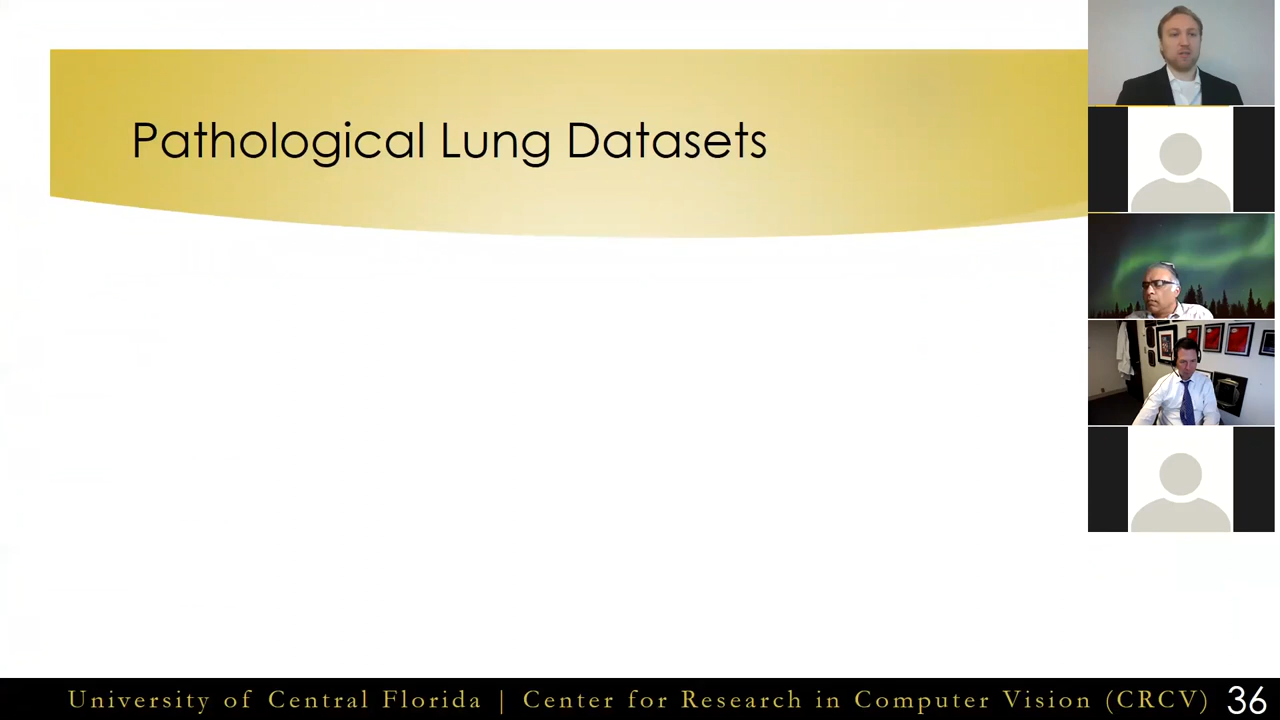 Pathological Lung Datasets
University of Central Florida | Center for Research in Computer Vision (CRCV)
36